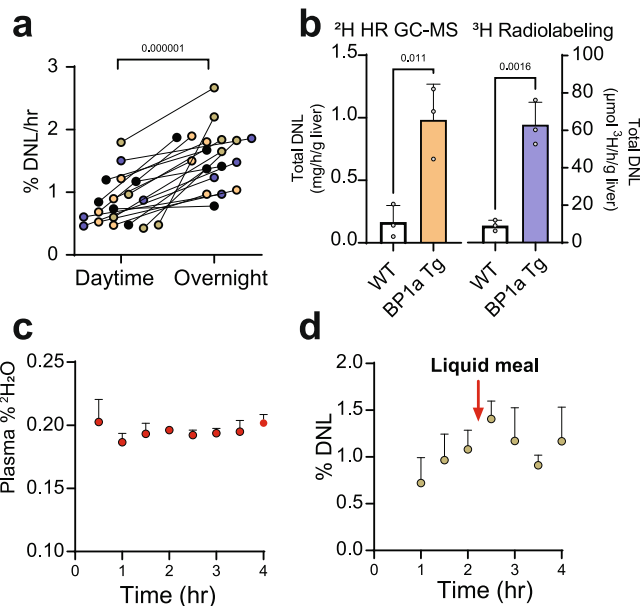 a
0.000001
% DNL/hr
3
2
1
0
Daytime
Overnight
b
²H HR GC-MS
³H Radiolabeling
0.011
0.0016
Total DNL
(mg/h/g liver)
1.5
1.0
0.5
0.0
WT
BP1a Tg
WT
BP1a Tg
100
80
60
40
20
0
Total DNL
(µmol ³H/h/g liver)
c
Plasma % ²H₂O
0.25
0.20
0.15
0.10
0
1
2
3
4
Time (hr)
d
Liquid meal
% DNL
2.0
1.5
1.0
0.5
0.0
0
1
2
3
4
Time (hr)